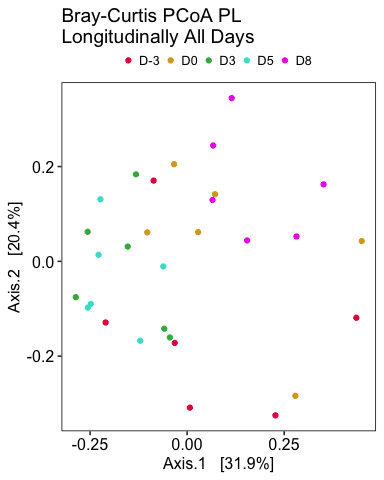 Bray-Curtis PCoA PL
Longitudinally All Days
D-3 D0 D3 D5 D8
0.2
0.0
-0.2
Axis.2 [20.4%]
-0.25 0.00 0.25
Axis.1 [31.9%]